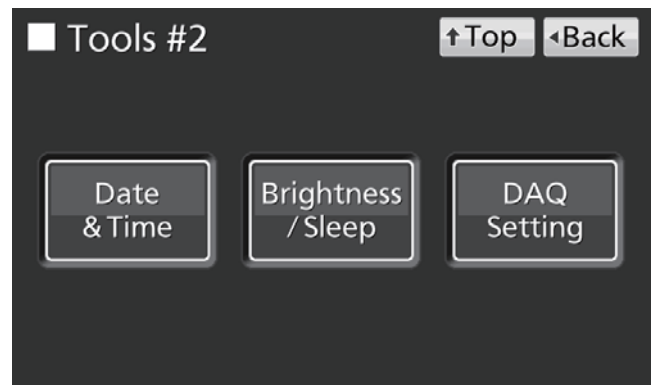 Tools #2
Top
Back
Date
& Time
Brightness
/ Sleep
DAQ
Setting